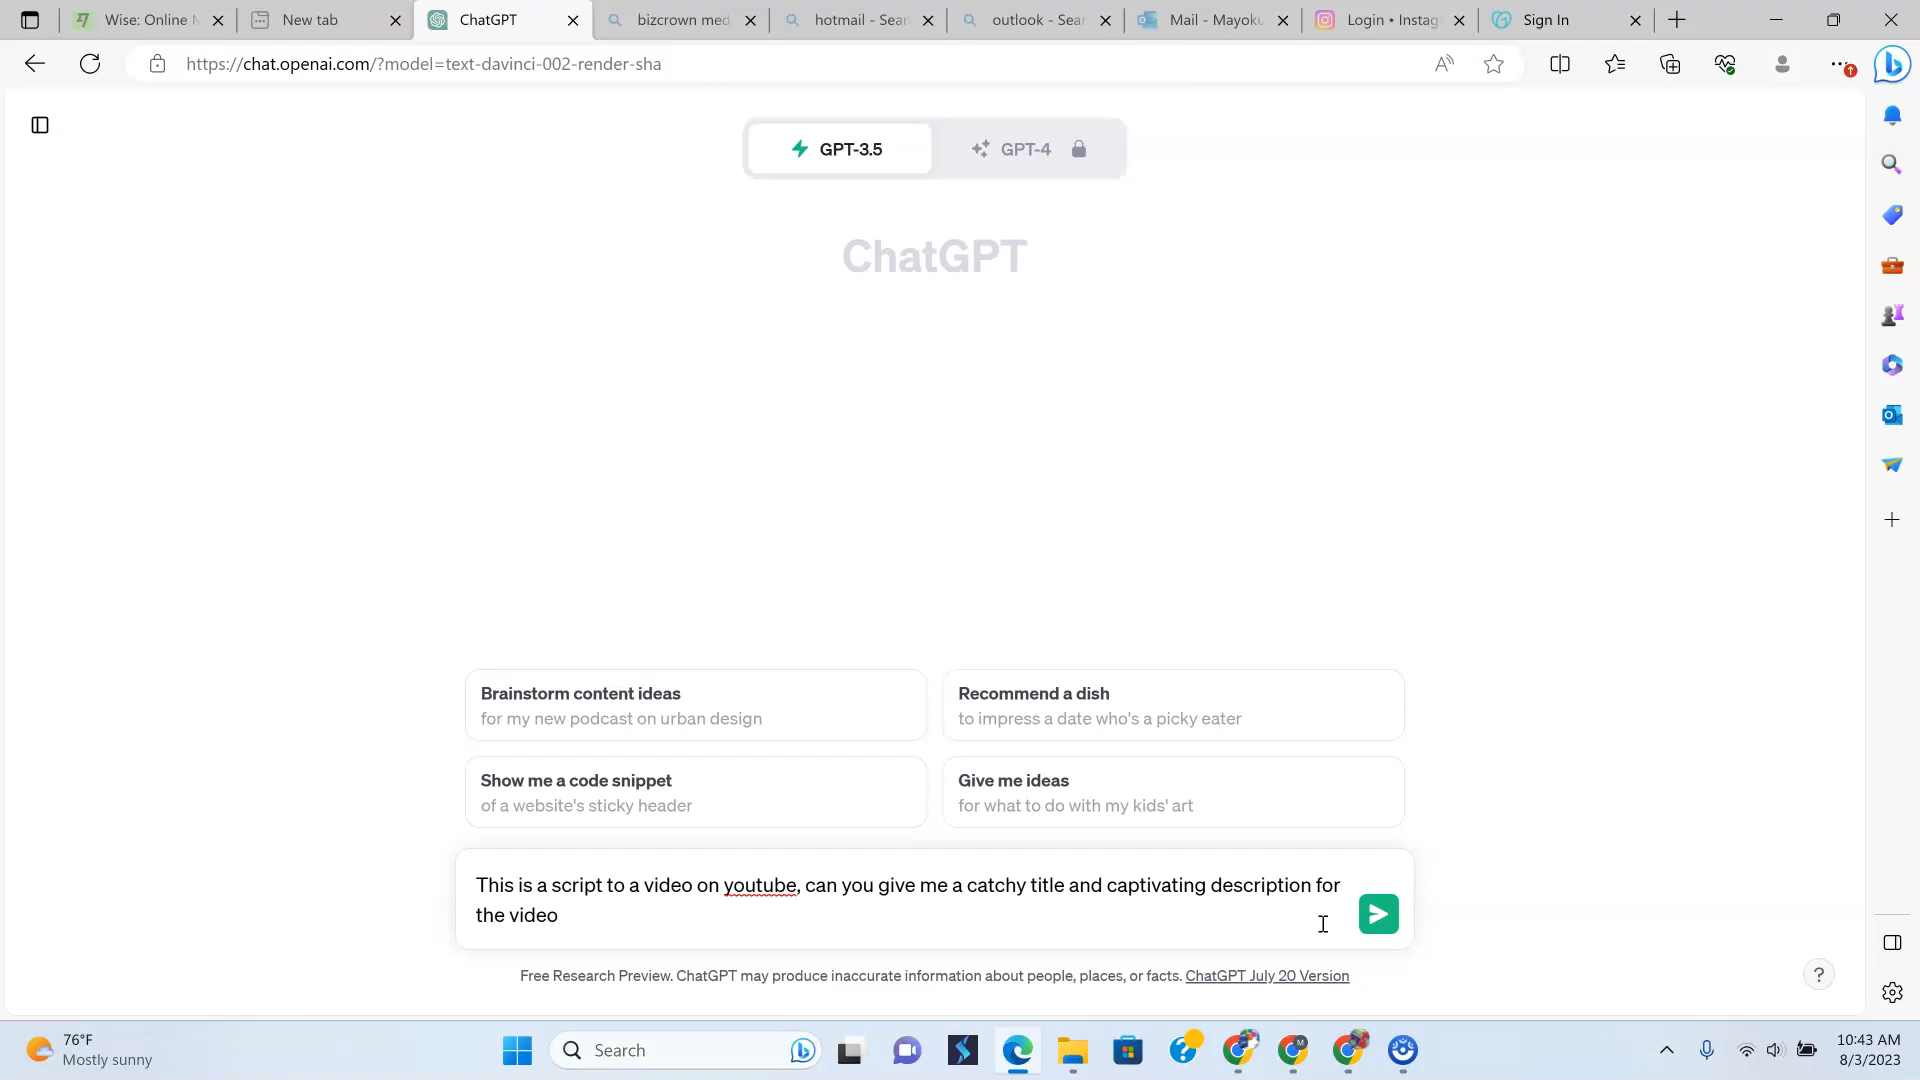 Wise: Online M
New tab
ChatGPT
bizcrown med
hotmail - Sear
outlook - Sear
Mail - Mayoku
Login • Instag
Sign In
https://chat.openai.com/?model=text-davinci-002-render-sha
GPT-3.5
GPT-4
ChatGPT
Brainstorm content ideas
for my new podcast on urban design
Recommend a dish
to impress a date who's a picky eater
Show me a code snippet
of a website's sticky header
Give me ideas
for what to do with my kids' art
This is a script to a video on youtube, can you give me a catchy title and captivating description for
the video
Free Research Preview. ChatGPT may produce inaccurate information about people, places, or facts. ChatGPT July 20 Version
?
76°F
Mostly sunny
Search
10:43 AM
8/3/2023